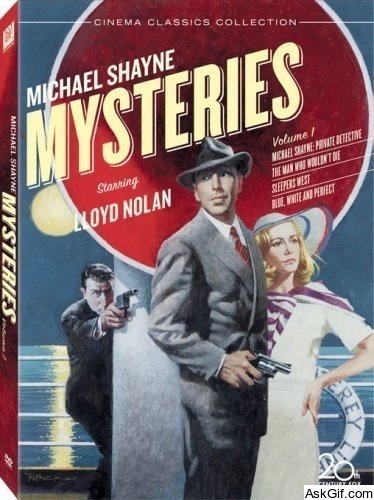 CINEMA CLASSICS COLLECTION
MICHAEL SHAYNE
MYSTERIES
Volume 1
MICHAEL SHAYNE: PRIVATE DETECTIVE
THE MAN WHO WOULDN'T DIE
SLEEPERS WEST
BLUE, WHITE AND PERFECT
Starring
LLOYD NOLAN
MICHAEL SHAYNE
MYSTERIES
Volume 1
DVD
20th
CENTURY FOX
AskGif.com